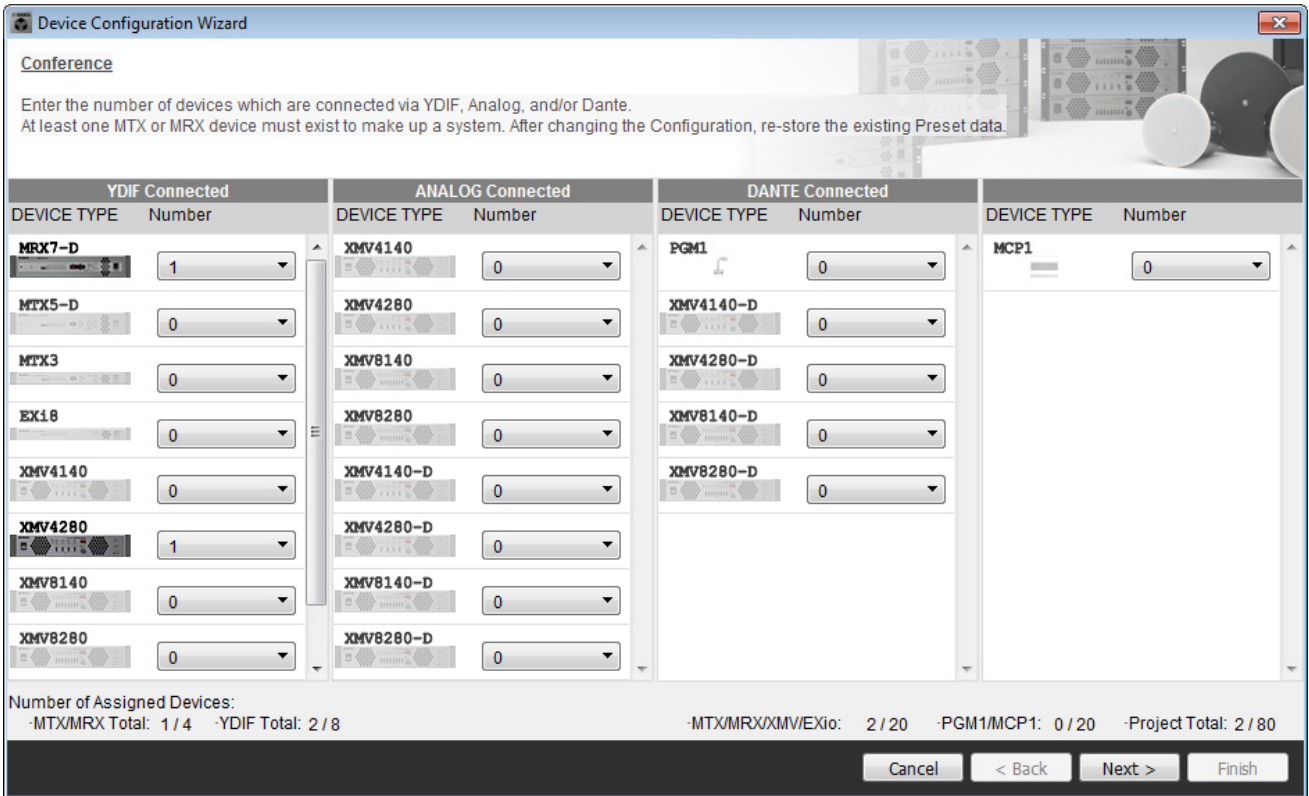 Device Configuration Wizard
Conference
Enter the number of devices which are connected via YDIF, Analog, and/or Dante.
At least one MTX or MRX device must exist to make up a system. After changing the Configuration, re-store the existing Preset data.
YDIF Connected ANALOG Connected DANTE Connected
DEVICE TYPE Number DEVICE TYPE Number DEVICE TYPE Number DEVICE TYPE Number
MRX7-D 1 XMV4140 0 PGM1 0 MCP1 0
MTX5-D 0 XMV4280 0 XMV4140-D 0
MTX3 0 XMV8140 0 XMV4280-D 0
EXi8 0 XMV8280 0 XMV8140-D 0
XMV4140 0 XMV4140-D 0 XMV8280-D 0
XMV4280 1 XMV4280-D 0
XMV8140 0 XMV8140-D 0
XMV8280 0 XMV8280-D 0
Number of Assigned Devices:
·MTX/MRX Total: 1 / 4 ·YDIF Total: 2 / 8 ·MTX/MRX/XMV/EXio: 2 / 20 ·PGM1/MCP1: 0 / 20 ·Project Total: 2 / 80
Cancel < Back Next > Finish